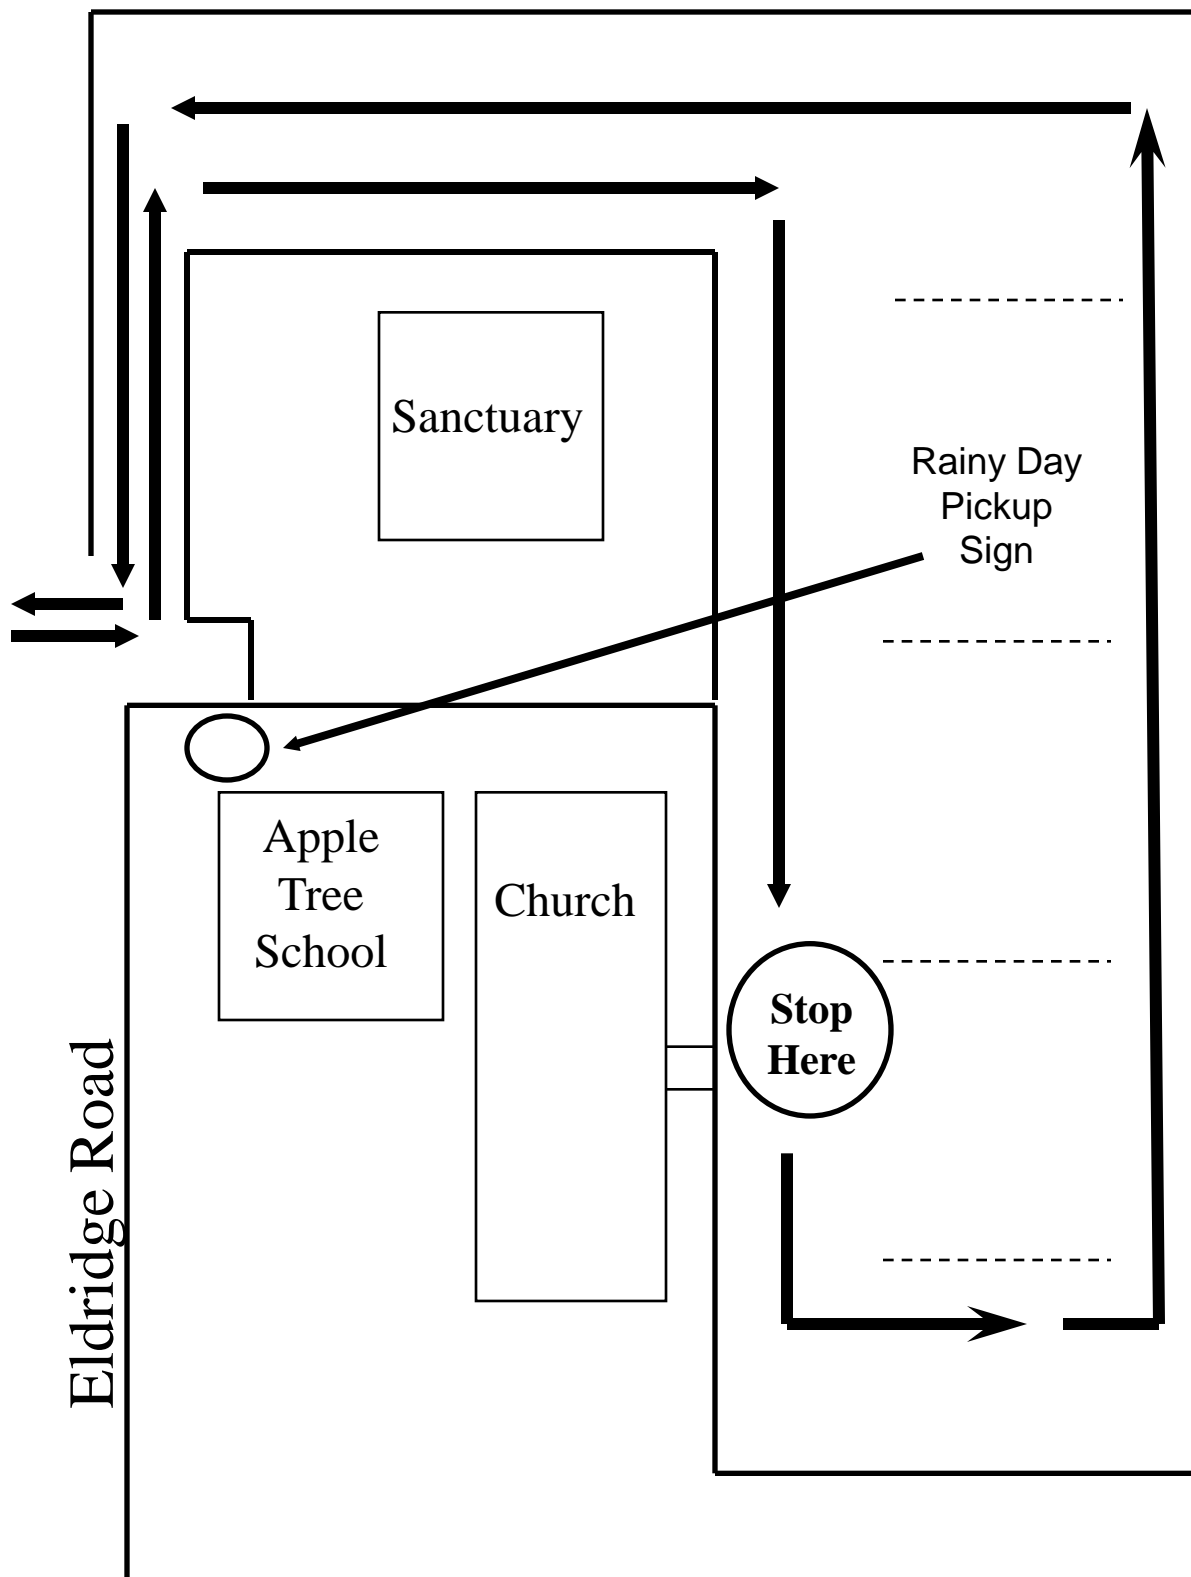 Sanctuary
Rainy Day
Pickup
Sign
Apple
Tree
School
Church
Stop
Here
Eldridge Road